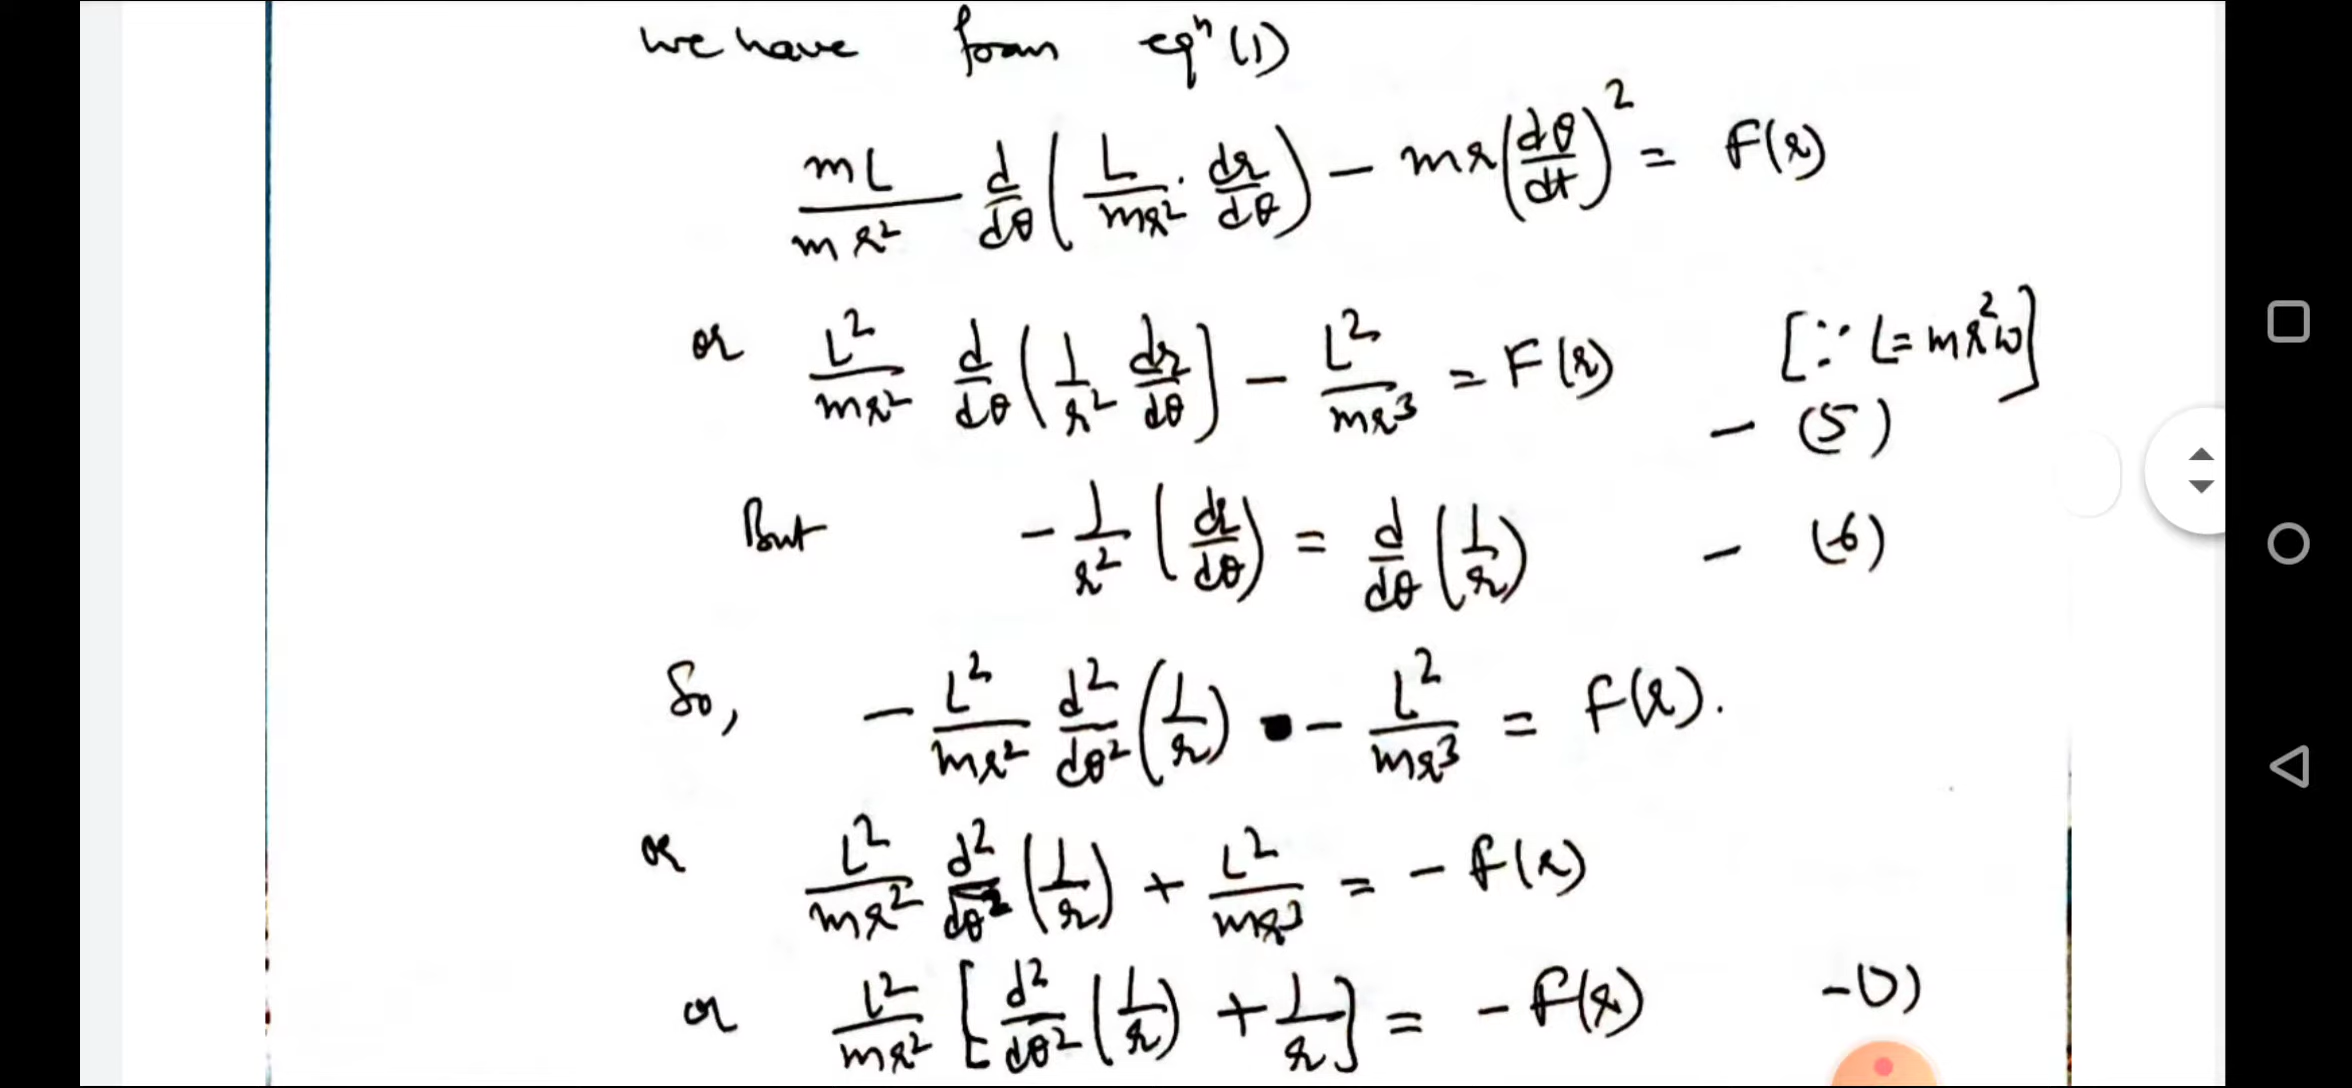 we have from eqⁿ (1)
mL/mr² d/dθ ( L/mr² · dr/dθ ) − mr (dθ/dt)² = F(r)
or L²/mr² d/dθ ( 1/r² dr/dθ ) − L²/mr³ = F(r) [∵ L = mr²ω]
− (5)
But − 1/r² ( dr/dθ ) = d/dθ ( 1/r ) − (6)
So, − L²/mr² d²/dθ² ( 1/r ) − L²/mr³ = F(r).
or L²/mr² d²/dθ² ( 1/r ) + L²/mr³ = − F(r)
or L²/mr² [ d²/dθ² ( 1/r ) + 1/r ] = − F(r) − (7)